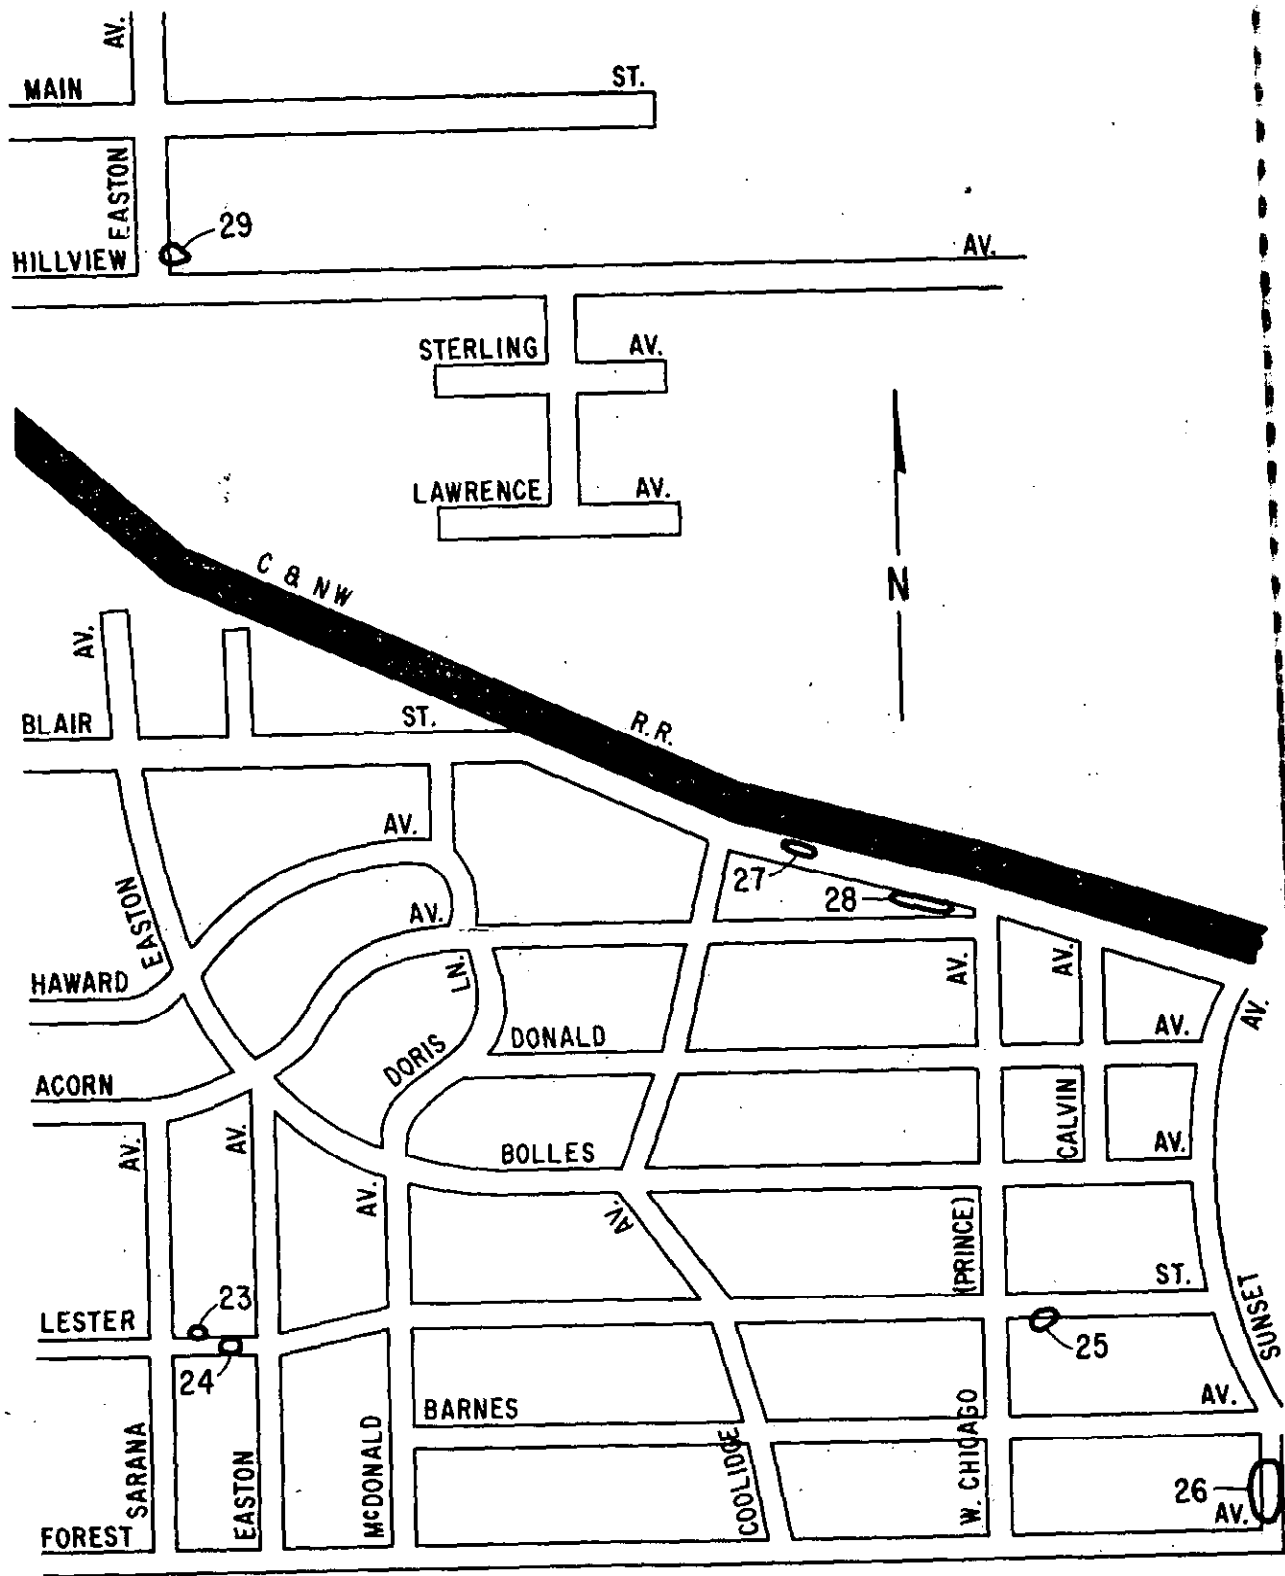 AV.
MAIN ST.
EASTON
29
HILLVIEW AV.
STERLING AV.
LAWRENCE AV.
N
C & NW R.R.
AV.
BLAIR ST.
AV.
27
28
EASTON
AV.
HAWARD
LN.
AV.
AV.
AV.
DONALD AV.
DORIS
ACORN
CALVIN
AV.
AV.
BOLLES AV.
AV.
AV.
(PRINCE)
ST.
SUNSET
23
LESTER
25
24
AV.
BARNES
SARANA
EASTON
McDONALD
COOLIDGE
W. CHICAGO
26
AV.
FOREST